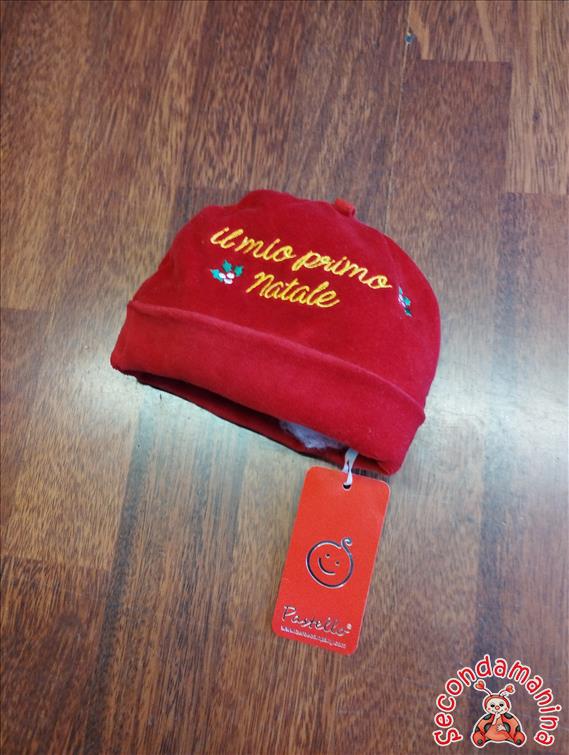 il mio primo
Natale
Pastello®
Secondamanina